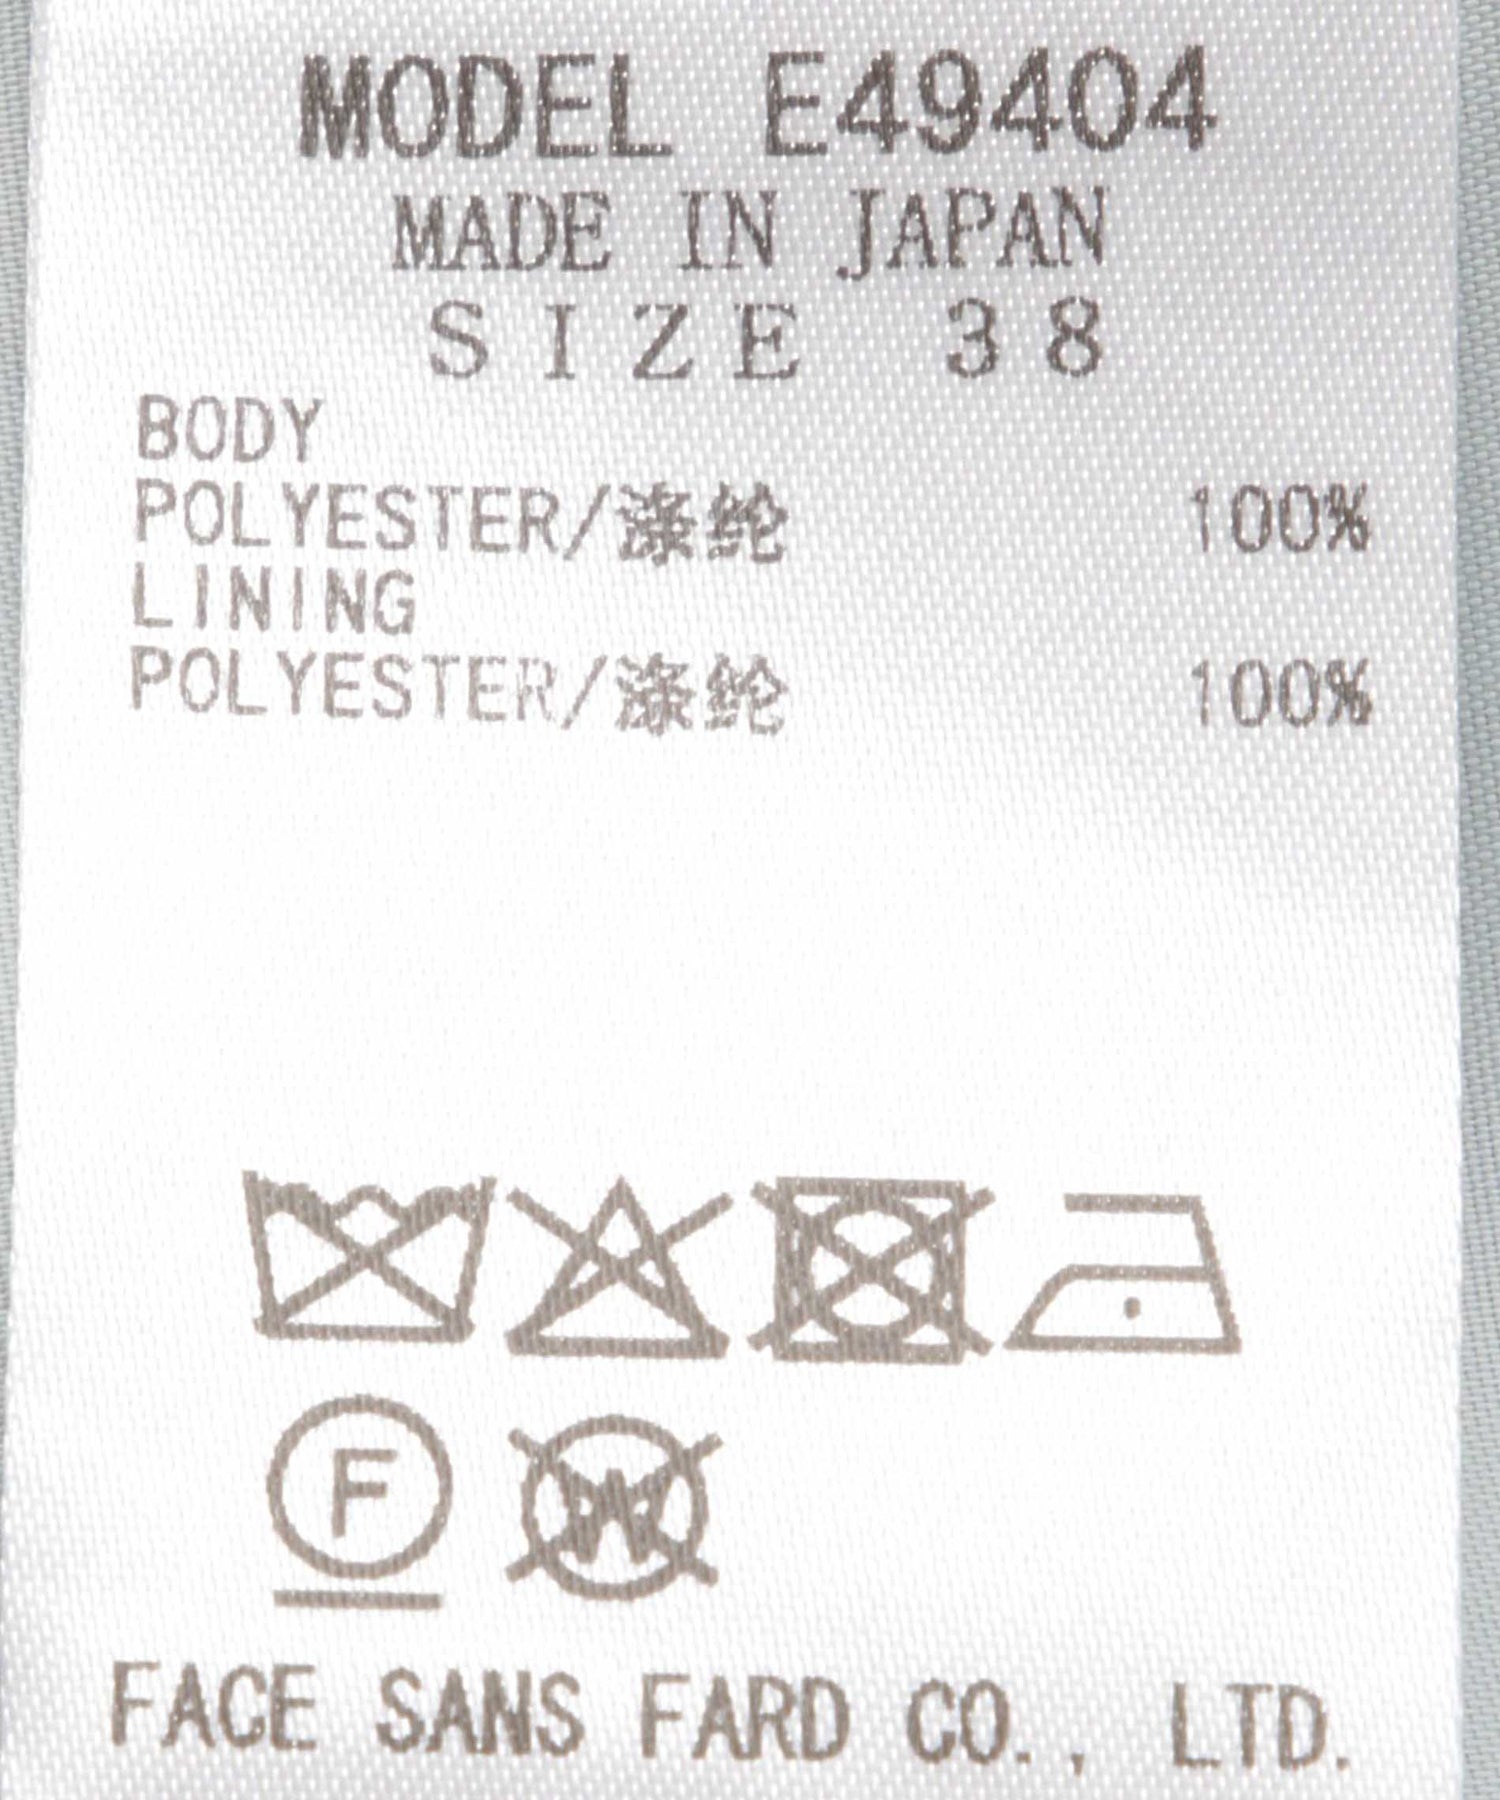 MODEL E49404
MADE IN JAPAN
SIZE 38
BODY
POLYESTER/涤纶 100%
LINING
POLYESTER/涤纶 100%
F
W
FACE SANS FARD CO., LTD.